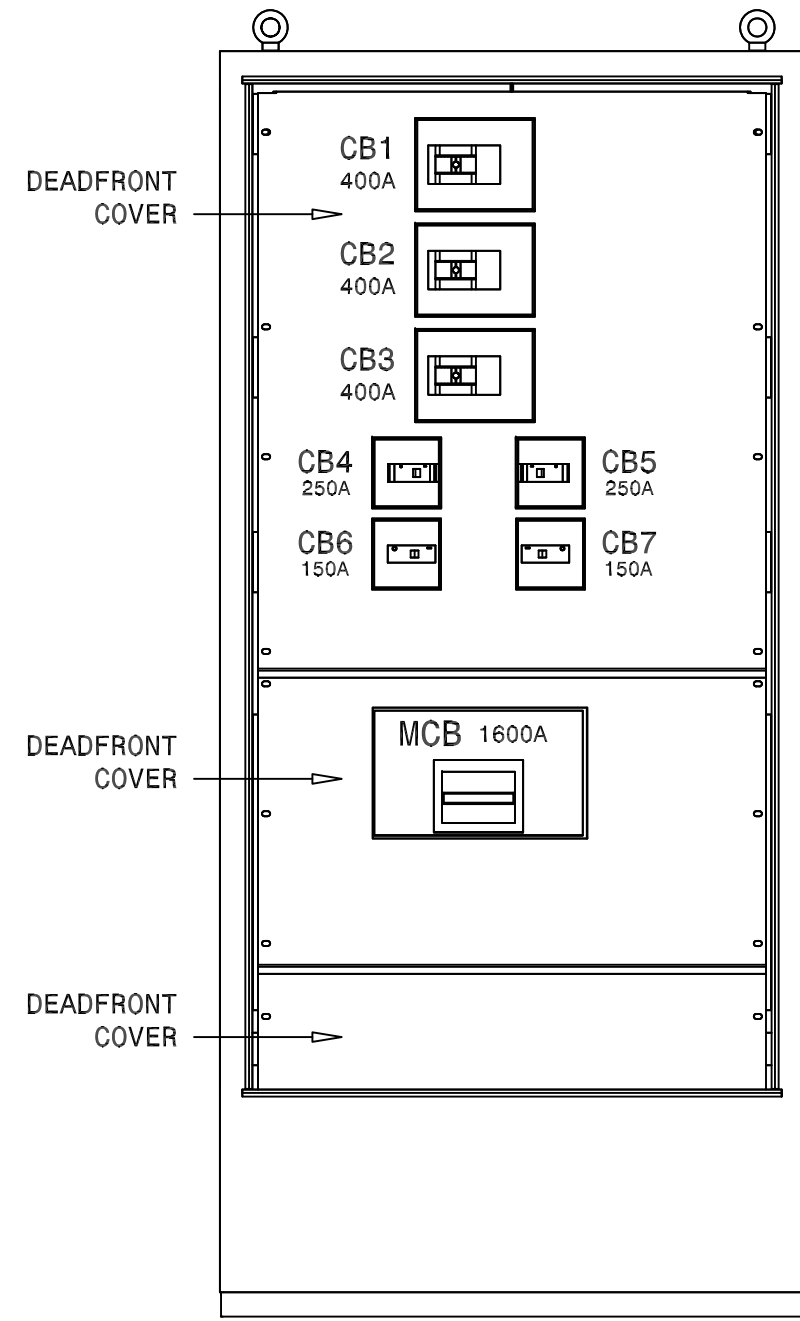 CB1
400A
DEADFRONT
COVER
CB2
400A
CB3
400A
CB4
250A
CB5
250A
CB6
150A
CB7
150A
MCB 1600A
DEADFRONT
COVER
DEADFRONT
COVER